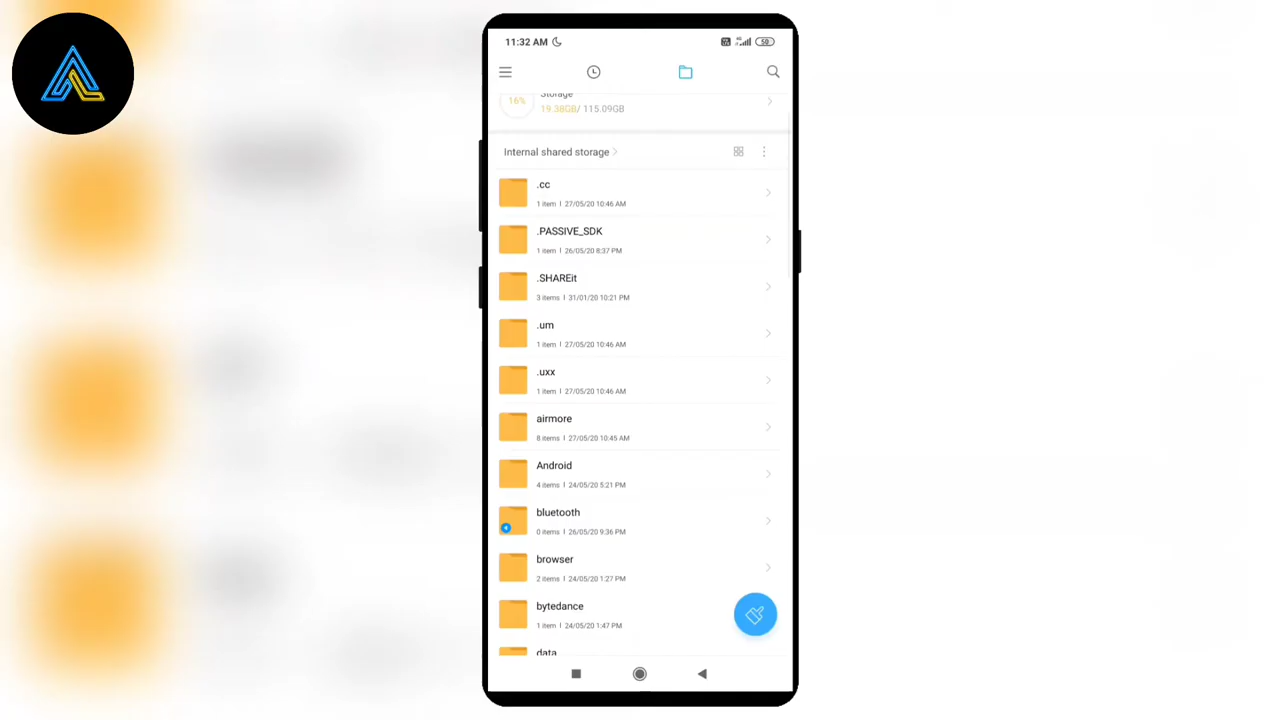 11:32 AM
59
16%
Storage
19.38GB/ 115.09GB
Internal shared storage
.cc
1 item | 27/05/20 10:46 AM
.PASSIVE_SDK
1 item | 26/05/20 8:37 PM
.SHAREit
3 items | 31/01/20 10:21 PM
.um
1 item | 27/05/20 10:46 AM
.uxx
1 item | 27/05/20 10:46 AM
airmore
8 items | 27/05/20 10:45 AM
Android
4 items | 24/05/20 5:21 PM
bluetooth
0 items | 26/05/20 9:36 PM
browser
2 items | 24/05/20 1:27 PM
bytedance
1 item | 24/05/20 1:47 PM
data